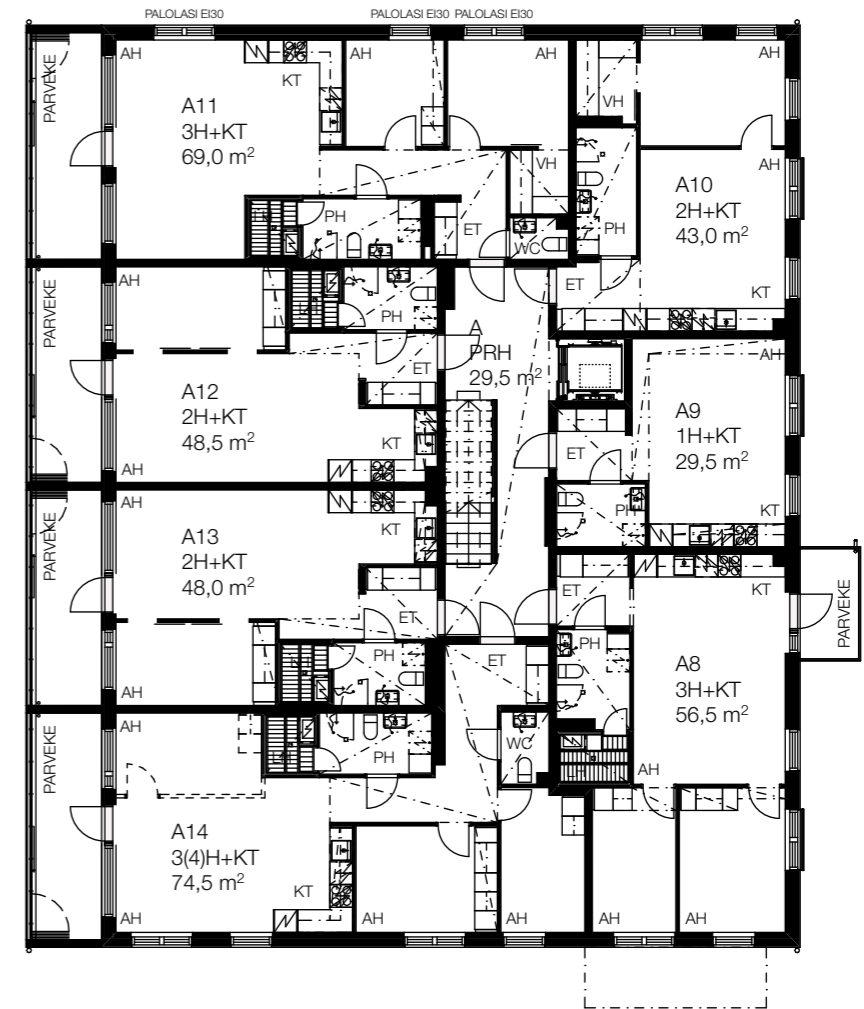 PALOLASI EI30
PALOLASI EI30
PALOLASI EI30
PARVEKE
AH
KT
A11
3H+KT
69,0 m²
AH
AH
VH
PH
ET
WC
VH
AH
AH
A10
2H+KT
43,0 m²
PH
ET
KT
PARVEKE
AH
PH
ET
A12
2H+KT
48,5 m²
KT
AH
A
PRH
29,5 m²
AH
A9
1H+KT
29,5 m²
ET
PH
KT
PARVEKE
AH
A13
2H+KT
48,0 m²
KT
ET
PH
LH
AH
ET
KT
PH
A8
3H+KT
56,5 m²
LH
AH
PARVEKE
PARVEKE
AH
LH
PH
ET
WC
A14
3(4)H+KT
74,5 m²
KT
AH
AH
AH
AH
AH